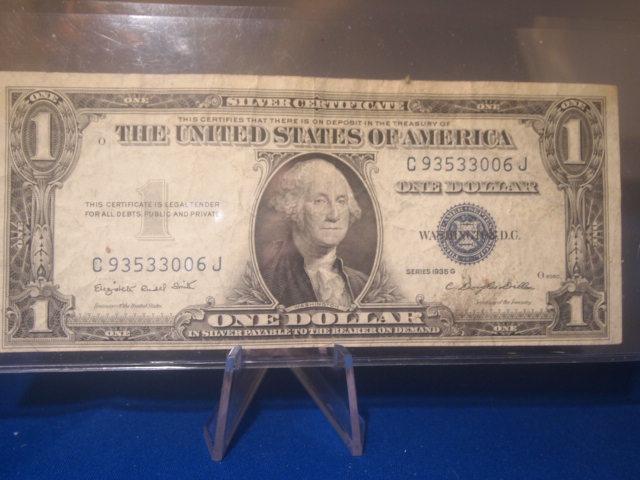 ONE SILVER CERTIFICATE ONE
1 THIS CERTIFIES THAT THERE IS ON DEPOSIT IN THE TREASURY OF 1
THE UNITED STATES OF AMERICA
C 93533006 J
ONE DOLLAR
1
THIS CERTIFICATE IS LEGAL TENDER
FOR ALL DEBTS, PUBLIC AND PRIVATE
WASHINGTON, D.C.
C 93533006 J
SERIES 1935 G
WASHINGTON
1 ONE DOLLAR 1
ONE IN SILVER PAYABLE TO THE BEARER ON DEMAND ONE